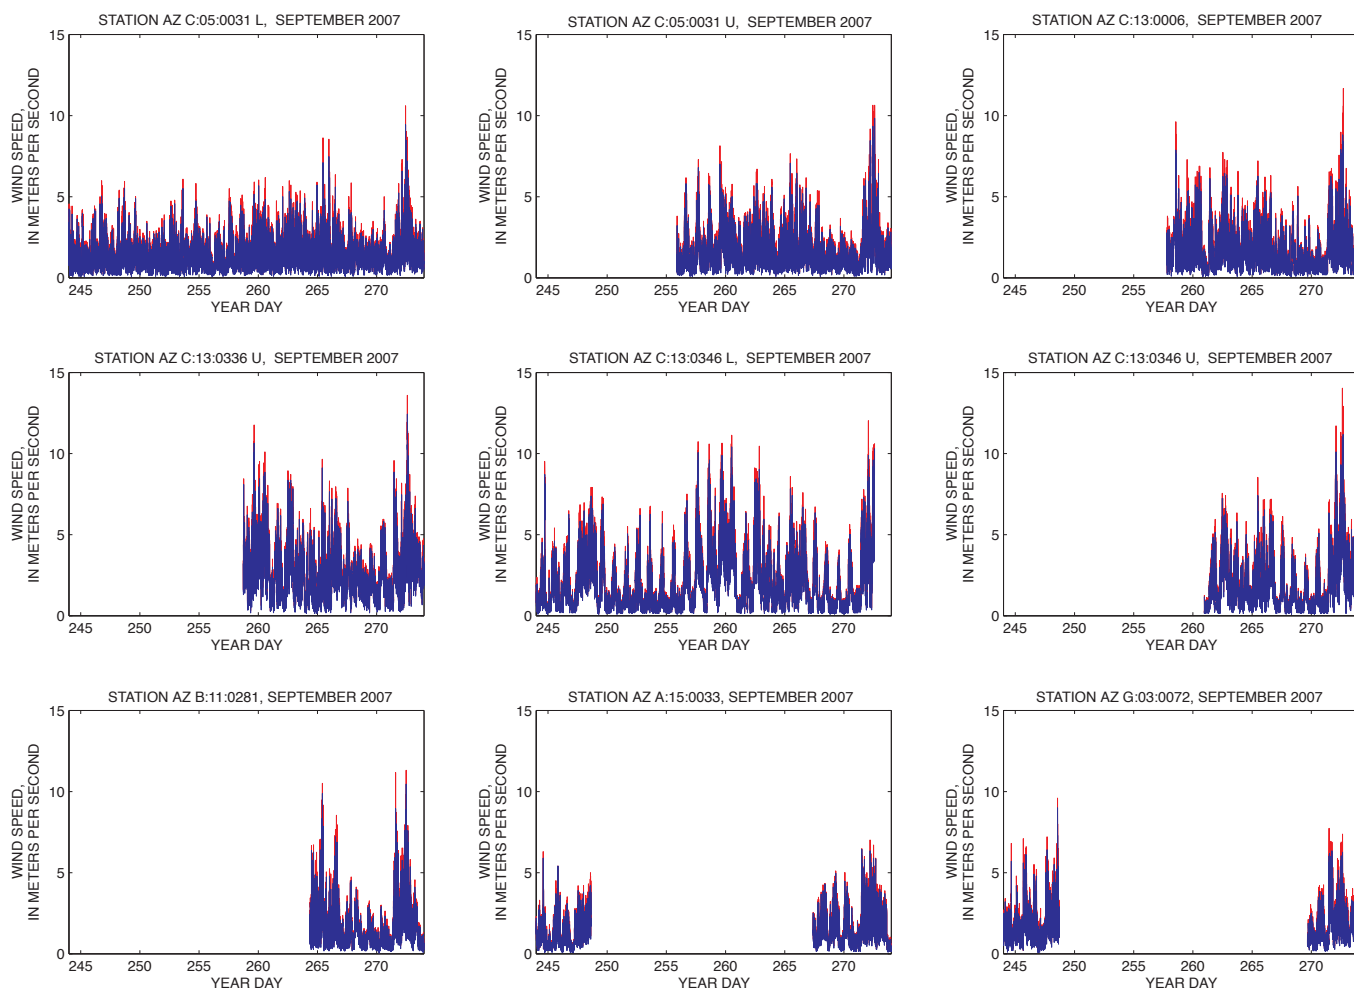 STATION AZ C:05:0031 L, SEPTEMBER 2007
WIND SPEED,
IN METERS PER SECOND
15
10
5
0
245 250 255 260 265 270
YEAR DAY
STATION AZ C:05:0031 U, SEPTEMBER 2007
WIND SPEED,
IN METERS PER SECOND
15
10
5
0
245 250 255 260 265 270
YEAR DAY
STATION AZ C:13:0006, SEPTEMBER 2007
WIND SPEED,
IN METERS PER SECOND
15
10
5
0
245 250 255 260 265 270
YEAR DAY
STATION AZ C:13:0336 U, SEPTEMBER 2007
WIND SPEED,
IN METERS PER SECOND
15
10
5
0
245 250 255 260 265 270
YEAR DAY
STATION AZ C:13:0346 L, SEPTEMBER 2007
WIND SPEED,
IN METERS PER SECOND
15
10
5
0
245 250 255 260 265 270
YEAR DAY
STATION AZ C:13:0346 U, SEPTEMBER 2007
WIND SPEED,
IN METERS PER SECOND
15
10
5
0
245 250 255 260 265 270
YEAR DAY
STATION AZ B:11:0281, SEPTEMBER 2007
WIND SPEED,
IN METERS PER SECOND
15
10
5
0
245 250 255 260 265 270
YEAR DAY
STATION AZ A:15:0033, SEPTEMBER 2007
WIND SPEED,
IN METERS PER SECOND
15
10
5
0
245 250 255 260 265 270
YEAR DAY
STATION AZ G:03:0072, SEPTEMBER 2007
WIND SPEED,
IN METERS PER SECOND
15
10
5
0
245 250 255 260 265 270
YEAR DAY